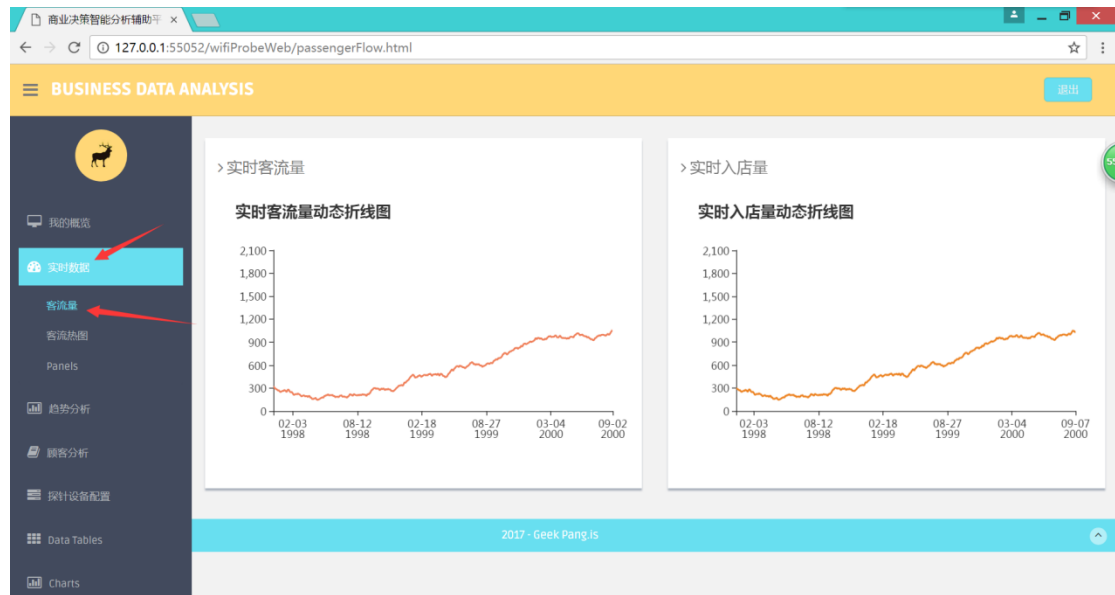 商业决策智能分析辅助平
127.0.0.1:55052/wifiProbeWeb/passengerFlow.html
BUSINESS DATA ANALYSIS
退出
我的概览
实时数据
客流量
客流热图
Panels
趋势分析
顾客分析
探针设备配置
Data Tables
Charts
实时客流量
实时客流量动态折线图
2,100
1,800
1,500
1,200
900
600
300
0
02-03 08-12 02-18 08-27 03-04 09-02
1998 1998 1999 1999 2000 2000
实时入店量
实时入店量动态折线图
2,100
1,800
1,500
1,200
900
600
300
0
02-03 08-12 02-18 08-27 03-04 09-07
1998 1998 1999 1999 2000 2000
2017 - Geek Pang.is